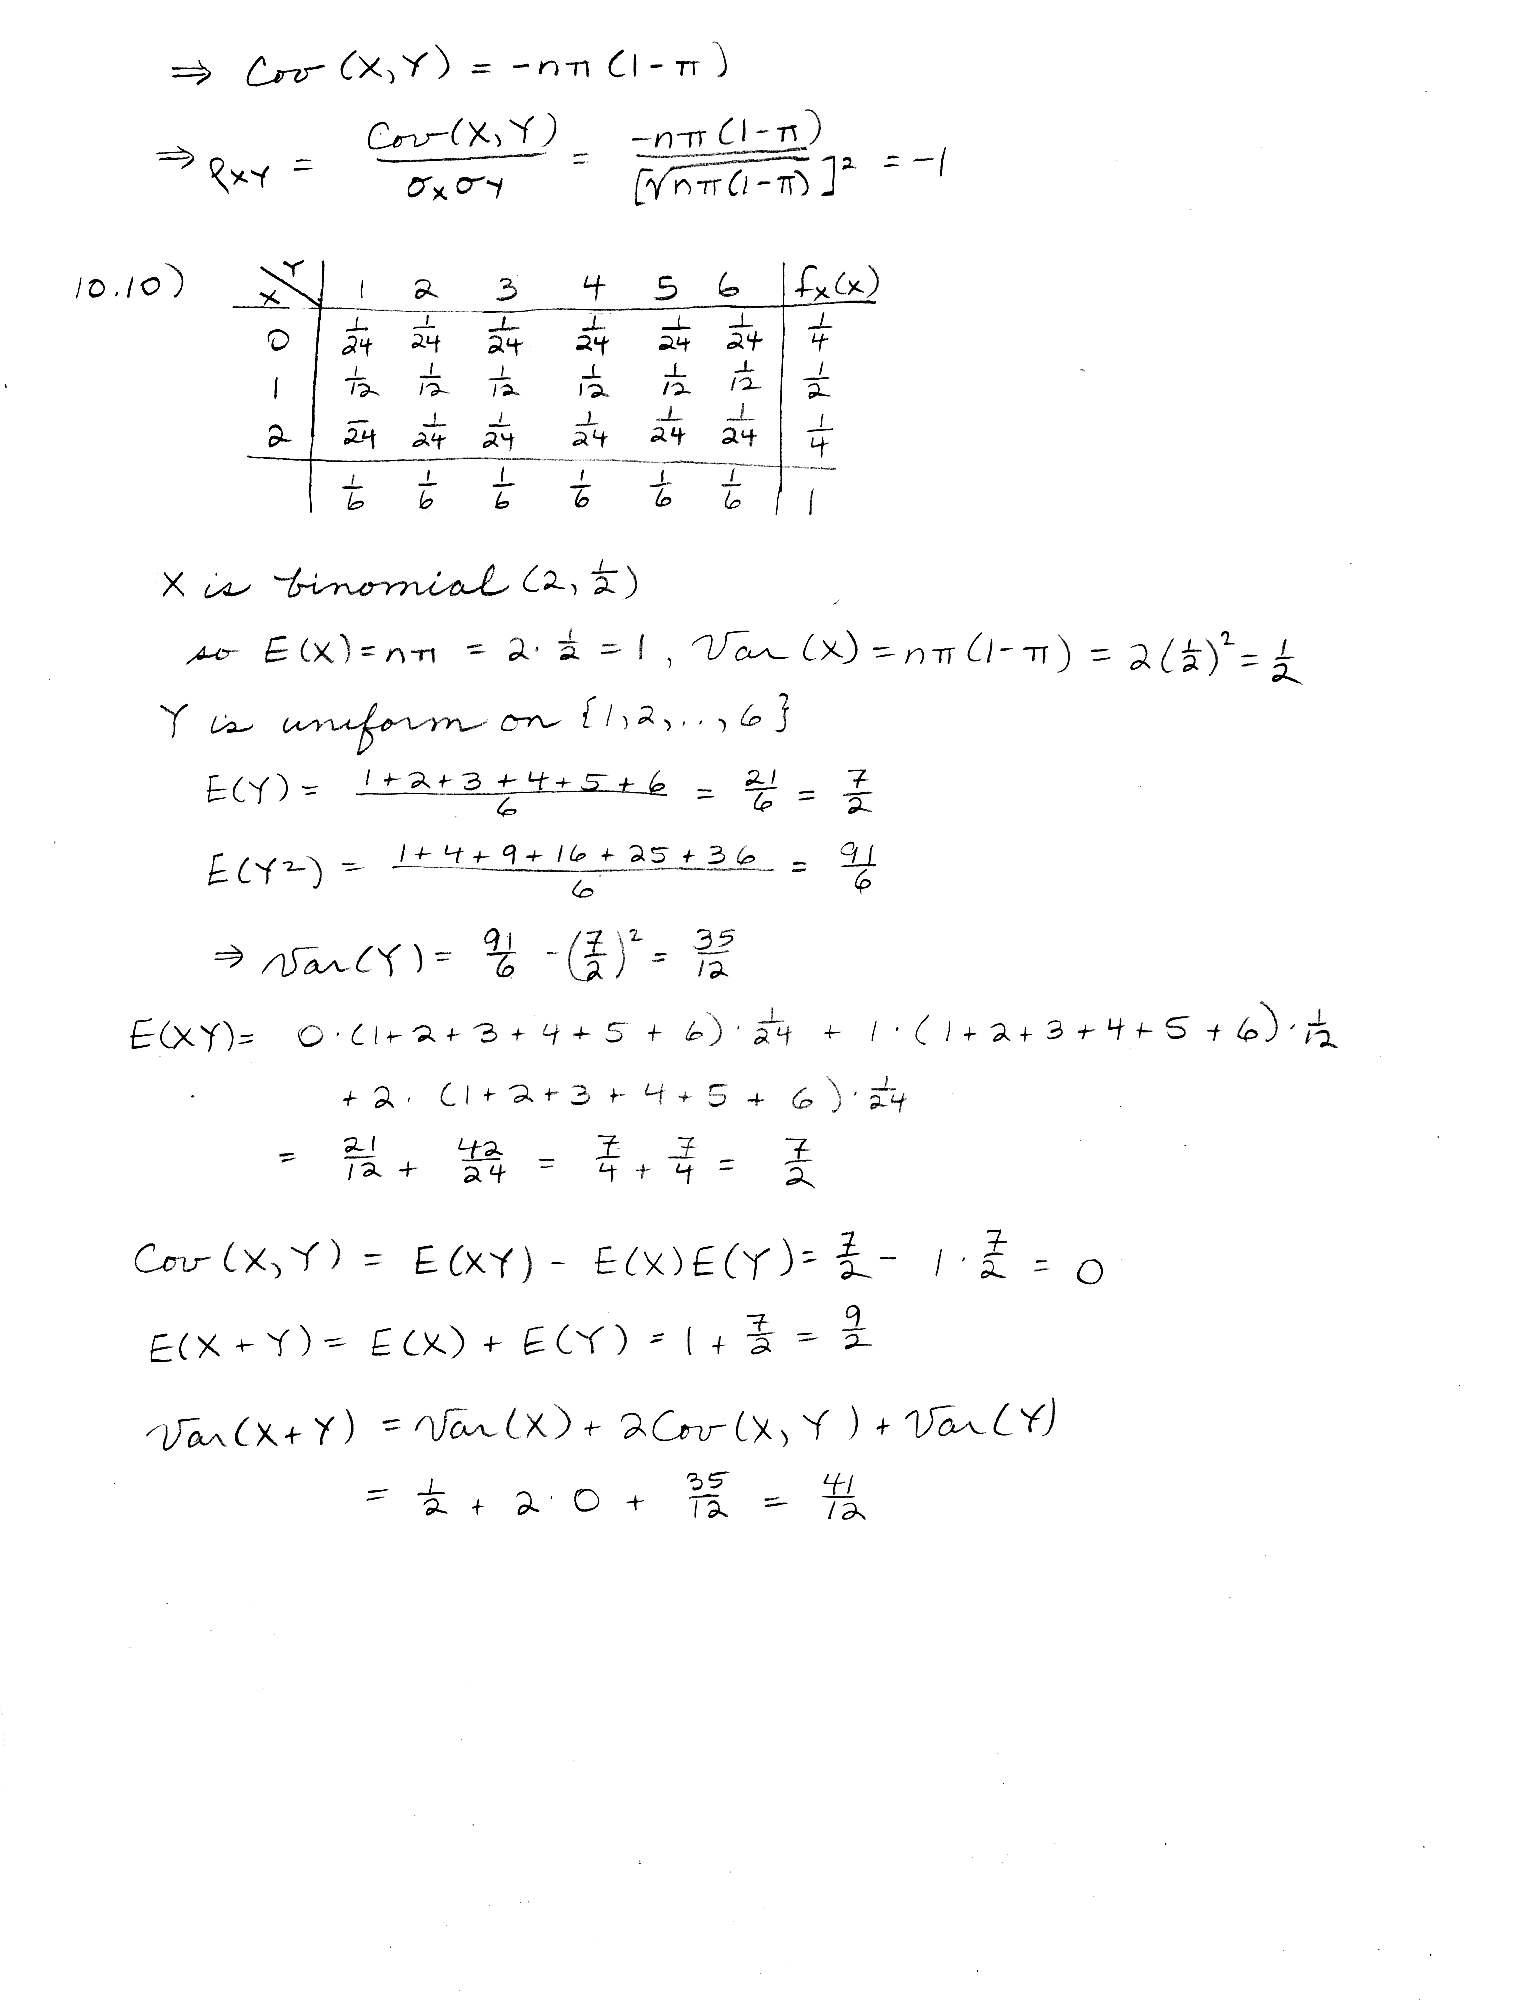 ⇒ Cov (X,Y) = -nπ (1-π)
⇒ ρXY = Cov(X,Y) / σXσY = -nπ(1-π) / [√nπ(1-π)]² = -1
10.10) X\Y 1 2 3 4 5 6 fX(x)
0 1/24 1/24 1/24 1/24 1/24 1/24 1/4
1 1/12 1/12 1/12 1/12 1/12 1/12 1/2
2 —/24 1/24 1/24 1/24 1/24 1/24 1/4
1/6 1/6 1/6 1/6 1/6 1/6 1
X is binomial (2, 1/2)
so E(X)=nπ = 2· 1/2 = 1, Var (X) = nπ(1-π) = 2(1/2)² = 1/2
Y is uniform on {1,2,..,6}
E(Y) = (1+2+3+4+5+6)/6 = 21/6 = 7/2
E(Y2) = (1+4+9+16+25+36)/6 = 91/6
⇒ Var(Y) = 91/6 - (7/2)² = 35/12
E(XY)= 0·(1+2+3+4+5+6)·1/24 + 1·(1+2+3+4+5+6)·1/12
+2·(1+2+3+4+5+6)·1/24
= 21/12 + 42/24 = 7/4 + 7/4 = 7/2
Cov (X,Y) = E(XY) - E(X)E(Y) = 7/2 - 1·7/2 = 0
E(X+Y) = E(X) + E(Y) = 1 + 7/2 = 9/2
Var(X+Y) = Var(X) + 2Cov(X,Y) + Var(Y)
= 1/2 + 2·0 + 35/12 = 41/12